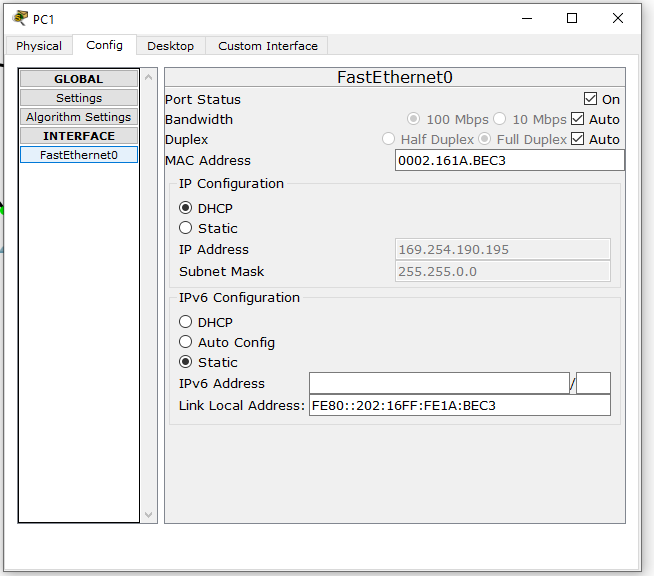 PC1
Physical Config Desktop Custom Interface
GLOBAL
Settings
Algorithm Settings
INTERFACE
FastEthernet0
FastEthernet0
Port Status On
Bandwidth 100 Mbps 10 Mbps Auto
Duplex Half Duplex Full Duplex Auto
MAC Address 0002.161A.BEC3
IP Configuration
DHCP
Static
IP Address 169.254.190.195
Subnet Mask 255.255.0.0
IPv6 Configuration
DHCP
Auto Config
Static
IPv6 Address /
Link Local Address: FE80::202:16FF:FE1A:BEC3